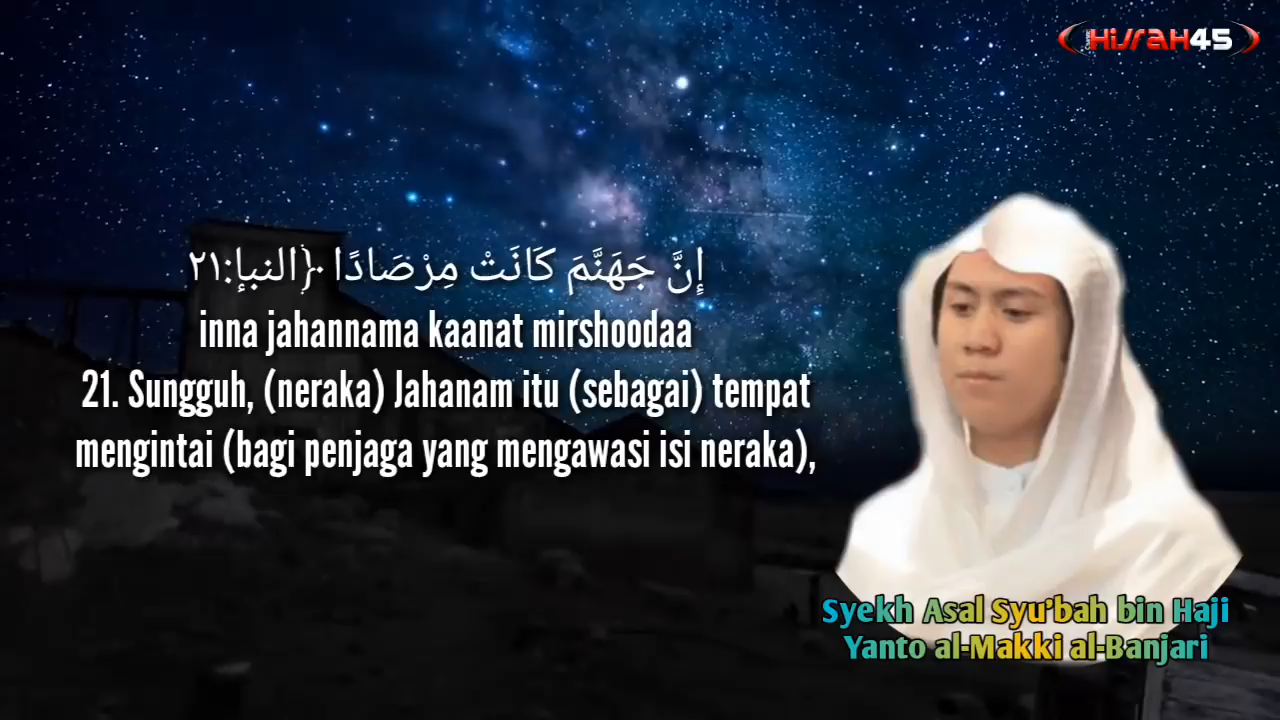 HIJRAH45
إِنَّ جَهَنَّمَ كَانَتْ مِرْصَادًا ﴿النبإ:٢١
inna jahannama kaanat mirshoodaa
21. Sungguh, (neraka) Jahanam itu (sebagai) tempat
mengintai (bagi penjaga yang mengawasi isi neraka),
Syekh Asal Syu'bah bin Haji
Yanto al-Makki al-Banjari